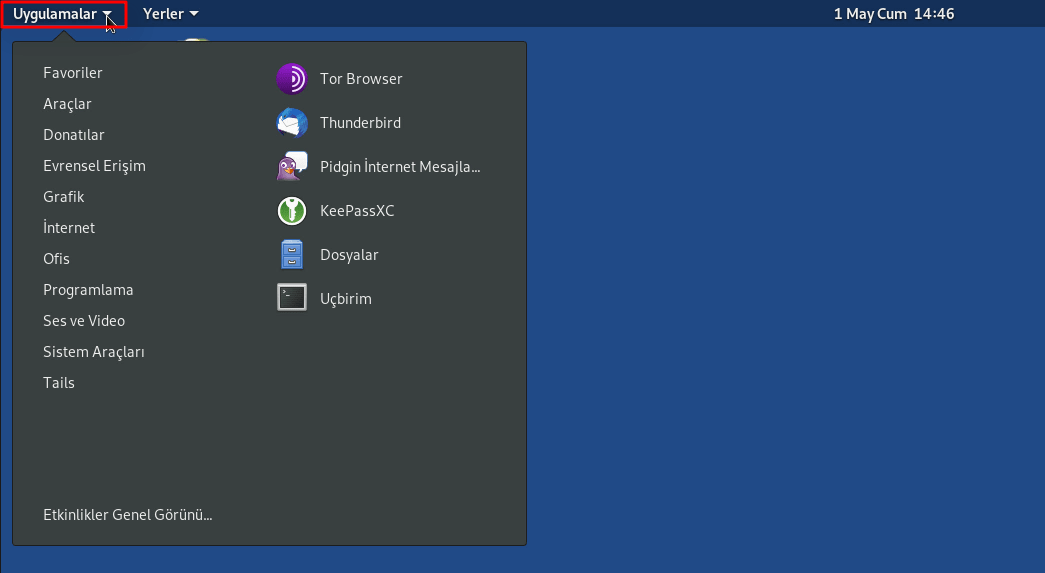 Uygulamalar
Yerler
1 May Cum 14:46
Favoriler
Araçlar
Donatılar
Evrensel Erişim
Grafik
İnternet
Ofis
Programlama
Ses ve Video
Sistem Araçları
Tails
Etkinlikler Genel Görünü...
Tor Browser
Thunderbird
Pidgin İnternet Mesajla...
KeePassXC
Dosyalar
Uçbirim